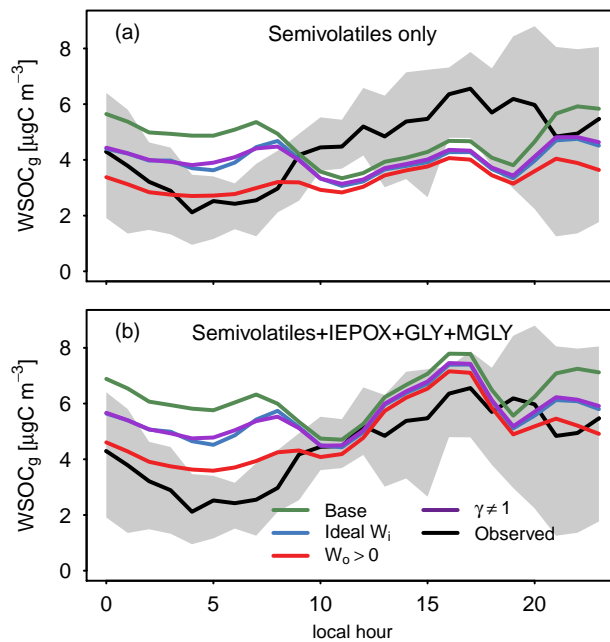 (a) Semivolatiles only
WSOCg [µgC m−3]
8
6
4
2
0
(b) Semivolatiles+IEPOX+GLY+MGLY
WSOCg [µgC m−3]
8
6
4
2
0
Base
Ideal Wi
Wo > 0
γ ≠ 1
Observed
0 5 10 15 20
local hour